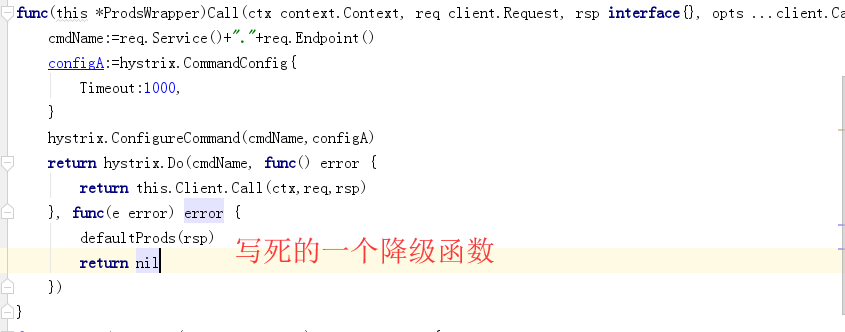 func(this *ProdsWrapper)Call(ctx context.Context, req client.Request, rsp interface{}, opts ...client.Ca
cmdName:=req.Service()+"."+req.Endpoint()
configA:=hystrix.CommandConfig{
Timeout:1000,
}
hystrix.ConfigureCommand(cmdName,configA)
return hystrix.Do(cmdName, func() error {
return this.Client.Call(ctx,req,rsp)
}, func(e error) error {
defaultProds(rsp)
写死的一个降级函数
return nil
})
}